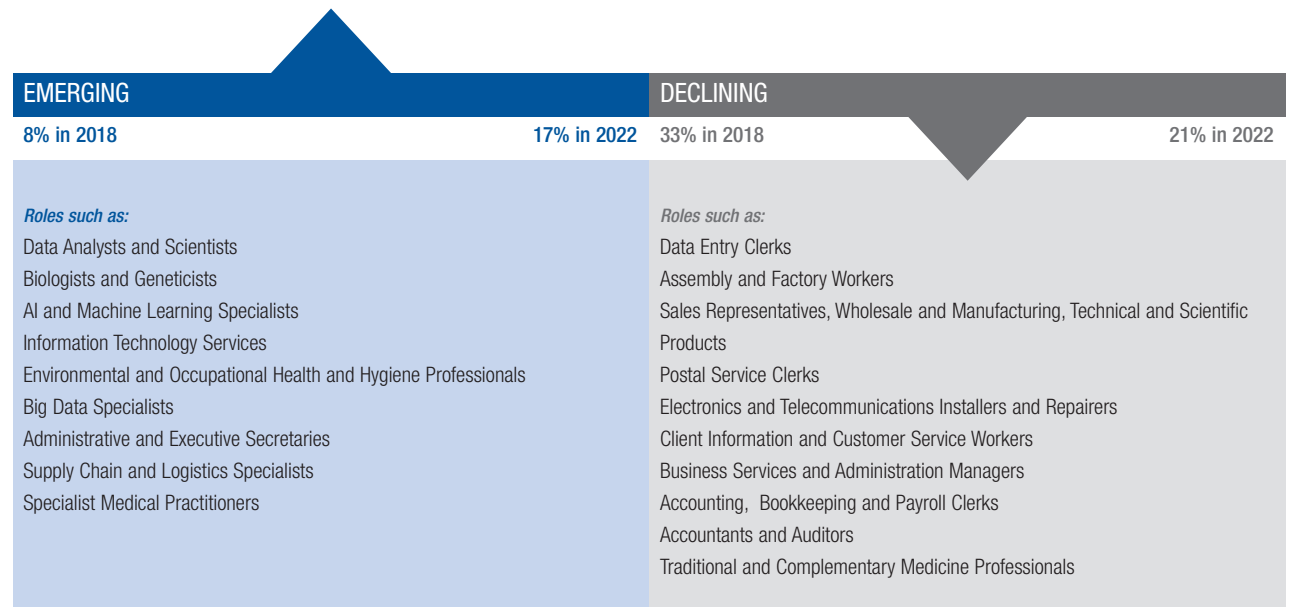 EMERGING
8% in 2018 17% in 2022
Roles such as:
Data Analysts and Scientists
Biologists and Geneticists
AI and Machine Learning Specialists
Information Technology Services
Environmental and Occupational Health and Hygiene Professionals
Big Data Specialists
Administrative and Executive Secretaries
Supply Chain and Logistics Specialists
Specialist Medical Practitioners
DECLINING
33% in 2018 21% in 2022
Roles such as:
Data Entry Clerks
Assembly and Factory Workers
Sales Representatives, Wholesale and Manufacturing, Technical and Scientific
Products
Postal Service Clerks
Electronics and Telecommunications Installers and Repairers
Client Information and Customer Service Workers
Business Services and Administration Managers
Accounting, Bookkeeping and Payroll Clerks
Accountants and Auditors
Traditional and Complementary Medicine Professionals